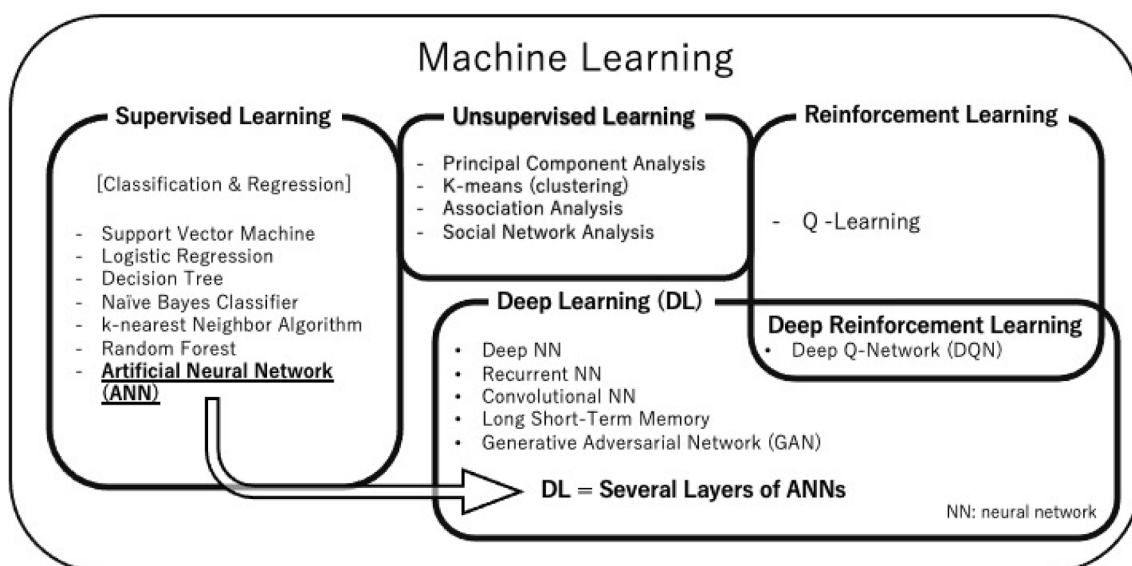 Machine Learning
Supervised Learning
[Classification & Regression]
- Support Vector Machine
- Logistic Regression
- Decision Tree
- Naïve Bayes Classifier
- k-nearest Neighbor Algorithm
- Random Forest
- Artificial Neural Network
(ANN)
Unsupervised Learning
- Principal Component Analysis
- K-means (clustering)
- Association Analysis
- Social Network Analysis
Reinforcement Learning
- Q -Learning
Deep Learning (DL)
• Deep NN
• Recurrent NN
• Convolutional NN
• Long Short-Term Memory
• Generative Adversarial Network (GAN)
Deep Reinforcement Learning
• Deep Q-Network (DQN)
DL = Several Layers of ANNs
NN: neural network